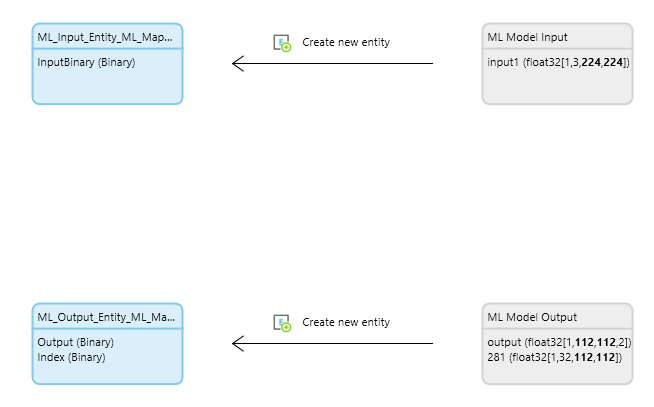 ML_Input_Entity_ML_Map...
Create new entity
ML Model Input
InputBinary (Binary)
input1 (float32[1,3,224,224])
ML_Output_Entity_ML_Ma...
Create new entity
ML Model Output
Output (Binary)
output (float32[1,112,112,2])
Index (Binary)
281 (float32[1,32,112,112])